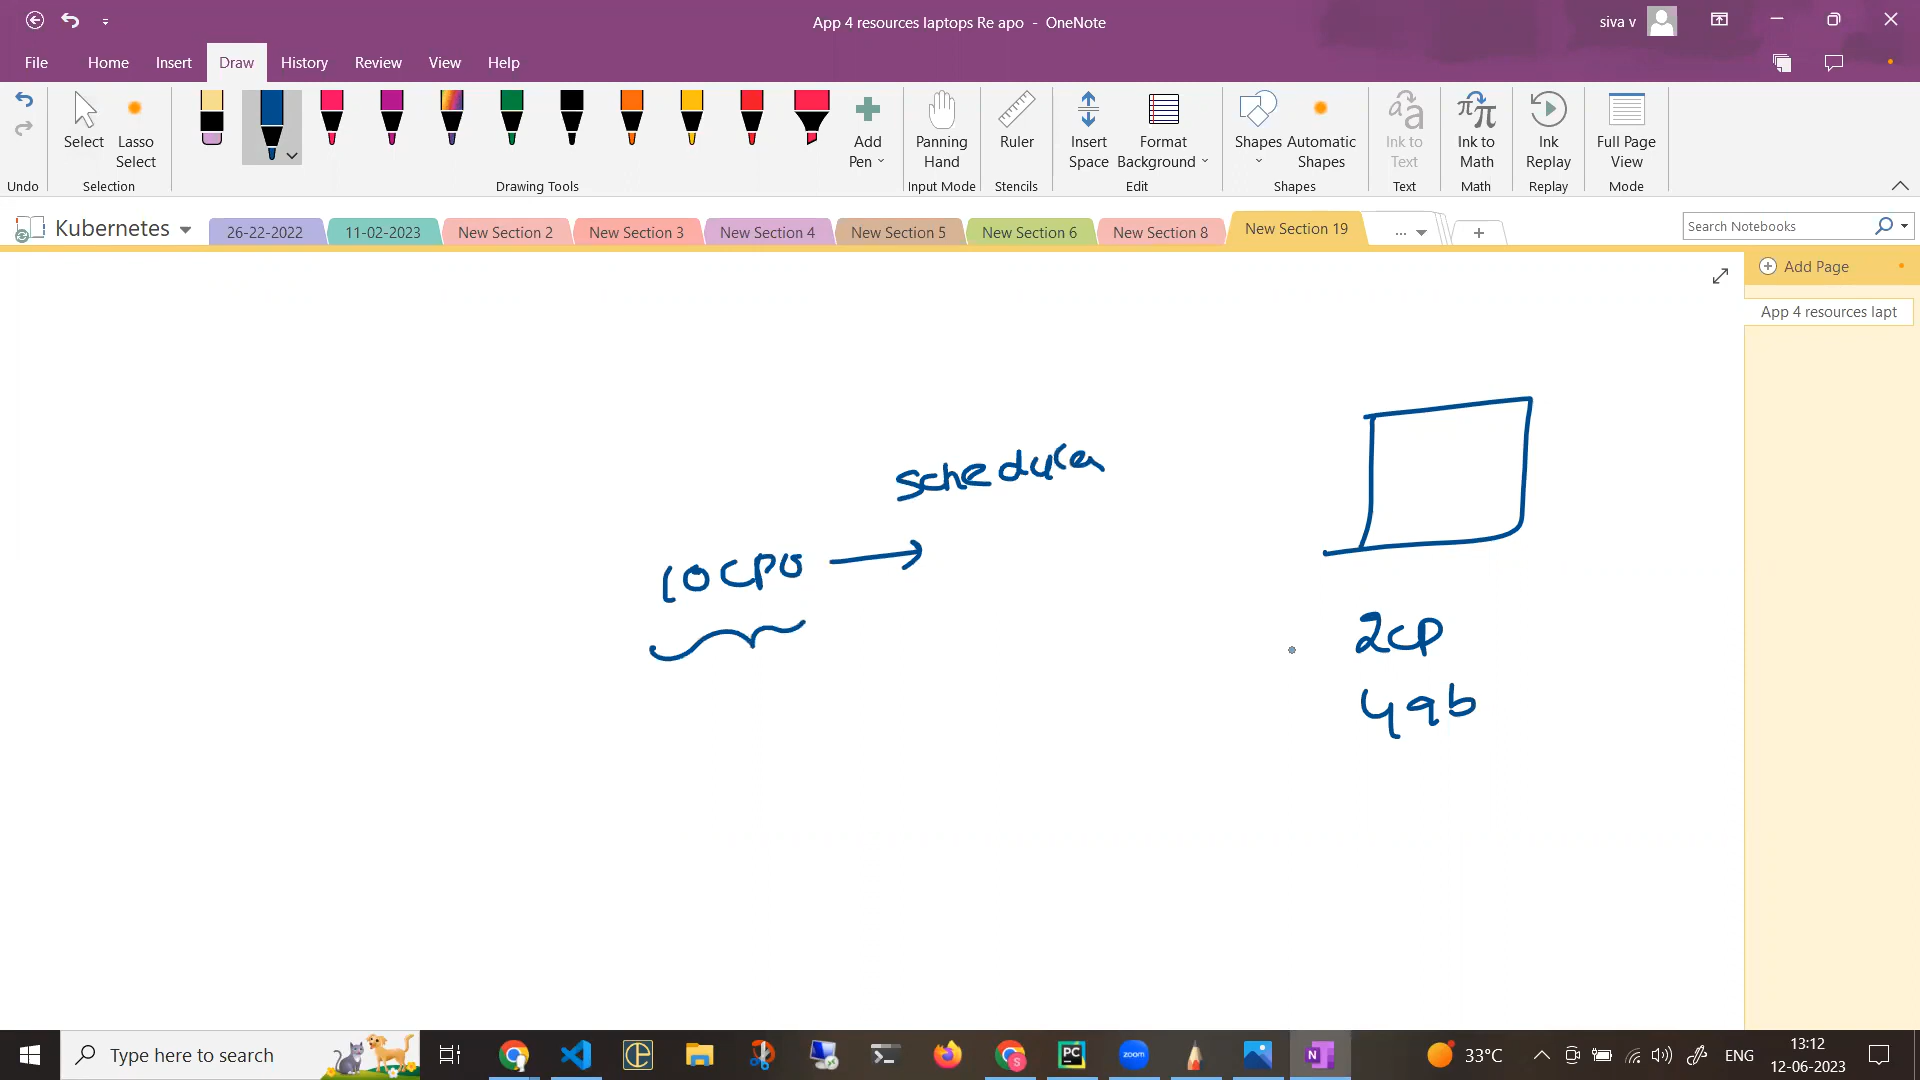 App 4 resources laptops Re apo - OneNote
siva v
File Home Insert Draw History Review View Help
Undo
Select
Lasso Select
Selection
Drawing Tools
Add Pen
Panning Hand
Input Mode
Ruler
Stencils
Insert Space
Format Background
Edit
Shapes
Automatic Shapes
Shapes
Ink to Text
Text
Ink to Math
Math
Ink Replay
Replay
Full Page View
Mode
Kubernetes
26-22-2022
11-02-2023
New Section 2
New Section 3
New Section 4
New Section 5
New Section 6
New Section 8
New Section 19
...
Search Notebooks
Add Page
App 4 resources lapt
scheduler
10CPU
2CP
4gb
Type here to search
zoom
33°C
ENG
13:12
12-06-2023